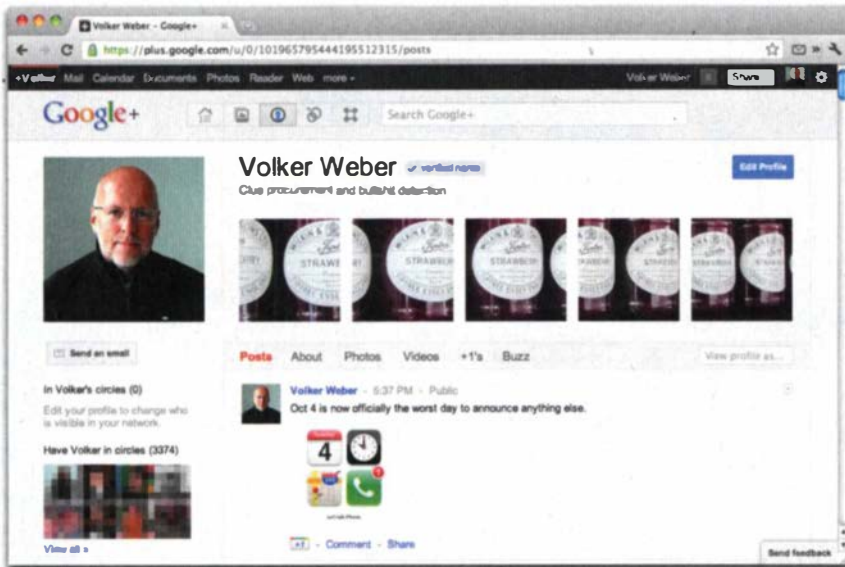 Volker Weber - Google+
https://plus.google.com/u/0/101965795444195512315/posts
+Volker Mail Calendar Documents Photos Reader Web more
Volker Weber Share
Google+
Search Google+
Volker Weber verified name
Edit Profile
Clue procurement and bullshit detection
STRAWBERRY
STRAWBERRY
STRAWBERRY
Send an email
Posts About Photos Videos +1's Buzz
View profile as...
In Volker's circles (0)
Edit your profile to change who
is visible in your network.
Volker Weber - 5:37 PM - Public
Oct 4 is now officially the worst day to announce anything else.
4
1
Have Volker in circles (3374)
View all »
+1 - Comment - Share
Send feedback